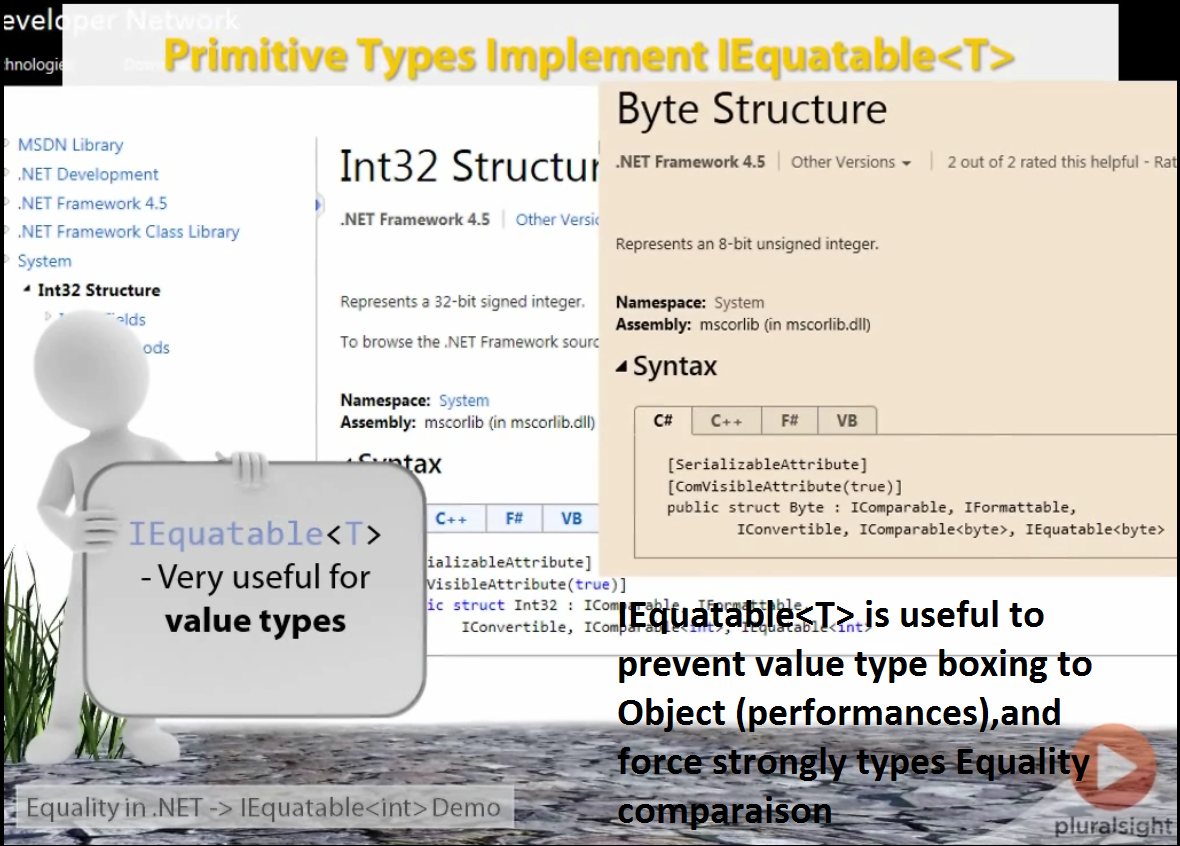 eveloper Network
Primitive Types Implement IEquatable<T>
hnologie
MSDN Library
.NET Development
.NET Framework 4.5
.NET Framework Class Library
System
Int32 Structure
Int32 Structur
.NET Framework 4.5 Other Versio
Represents a 32-bit signed integer.
To browse the .NET Framework sourc
Namespace: System
Assembly: mscorlib (in mscorlib.dll)
Syntax
C++ F# VB
ializableAttribute]
VisibleAttribute(true)]
ic struct Int32 : IComparable, IFormattable,
IConvertible, IComparable<int>, IEquatable<int>
Byte Structure
.NET Framework 4.5 Other Versions 2 out of 2 rated this helpful - Rat
Represents an 8-bit unsigned integer.
Namespace: System
Assembly: mscorlib (in mscorlib.dll)
Syntax
C# C++ F# VB
[SerializableAttribute]
[ComVisibleAttribute(true)]
public struct Byte : IComparable, IFormattable,
IConvertible, IComparable<byte>, IEquatable<byte>
IEquatable<T>
- Very useful for
value types
IEquatable<T> is useful to
prevent value type boxing to
Object (performances),and
force strongly types Equality
comparaison
Equality in .NET -> IEquatable<int> Demo
pluralsight